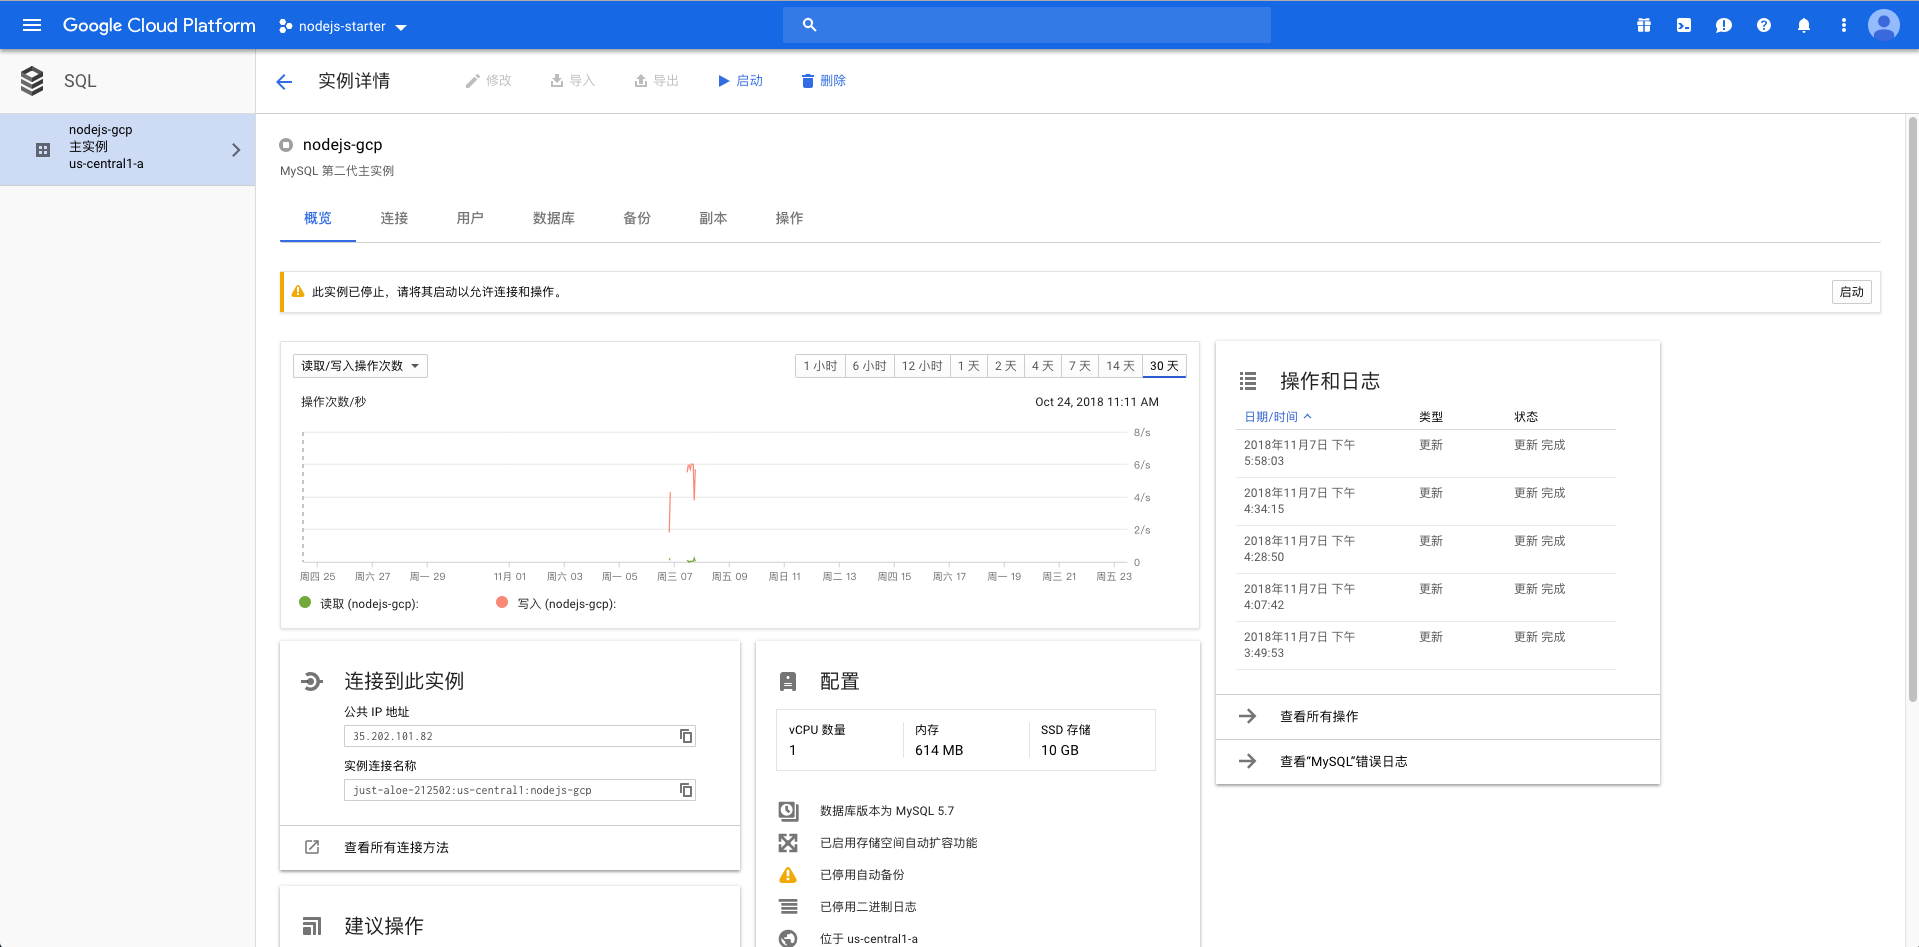 Google Cloud Platform
nodejs-starter
SQL
实例详情
修改
导入
导出
启动
删除
nodejs-gcp
主实例
us-central1-a
nodejs-gcp
MySQL 第二代主实例
概览
连接
用户
数据库
备份
副本
操作
此实例已停止，请将其启动以允许连接和操作。
启动
读取/写入操作次数
1 小时
6 小时
12 小时
1 天
2 天
4 天
7 天
14 天
30 天
操作次数/秒
Oct 24, 2018 11:11 AM
8/s
6/s
4/s
2/s
0
周四 25
周六 27
周一 29
11月 01
周六 03
周一 05
周三 07
周五 09
周日 11
周二 13
周四 15
周六 17
周一 19
周三 21
周五 23
读取 (nodejs-gcp):
写入 (nodejs-gcp):
操作和日志
日期/时间
类型
状态
2018年11月7日 下午
5:58:03
更新
更新 完成
2018年11月7日 下午
4:34:15
更新
更新 完成
2018年11月7日 下午
4:28:50
更新
更新 完成
2018年11月7日 下午
4:07:42
更新
更新 完成
2018年11月7日 下午
3:49:53
更新
更新 完成
查看所有操作
查看“MySQL”错误日志
连接到此实例
公共 IP 地址
35.202.101.82
实例连接名称
just-aloe-212502:us-central1:nodejs-gcp
查看所有连接方法
建议操作
配置
vCPU 数量
1
内存
614 MB
SSD 存储
10 GB
数据库版本为 MySQL 5.7
已启用存储空间自动扩容功能
已停用自动备份
已停用二进制日志
位于 us-central1-a